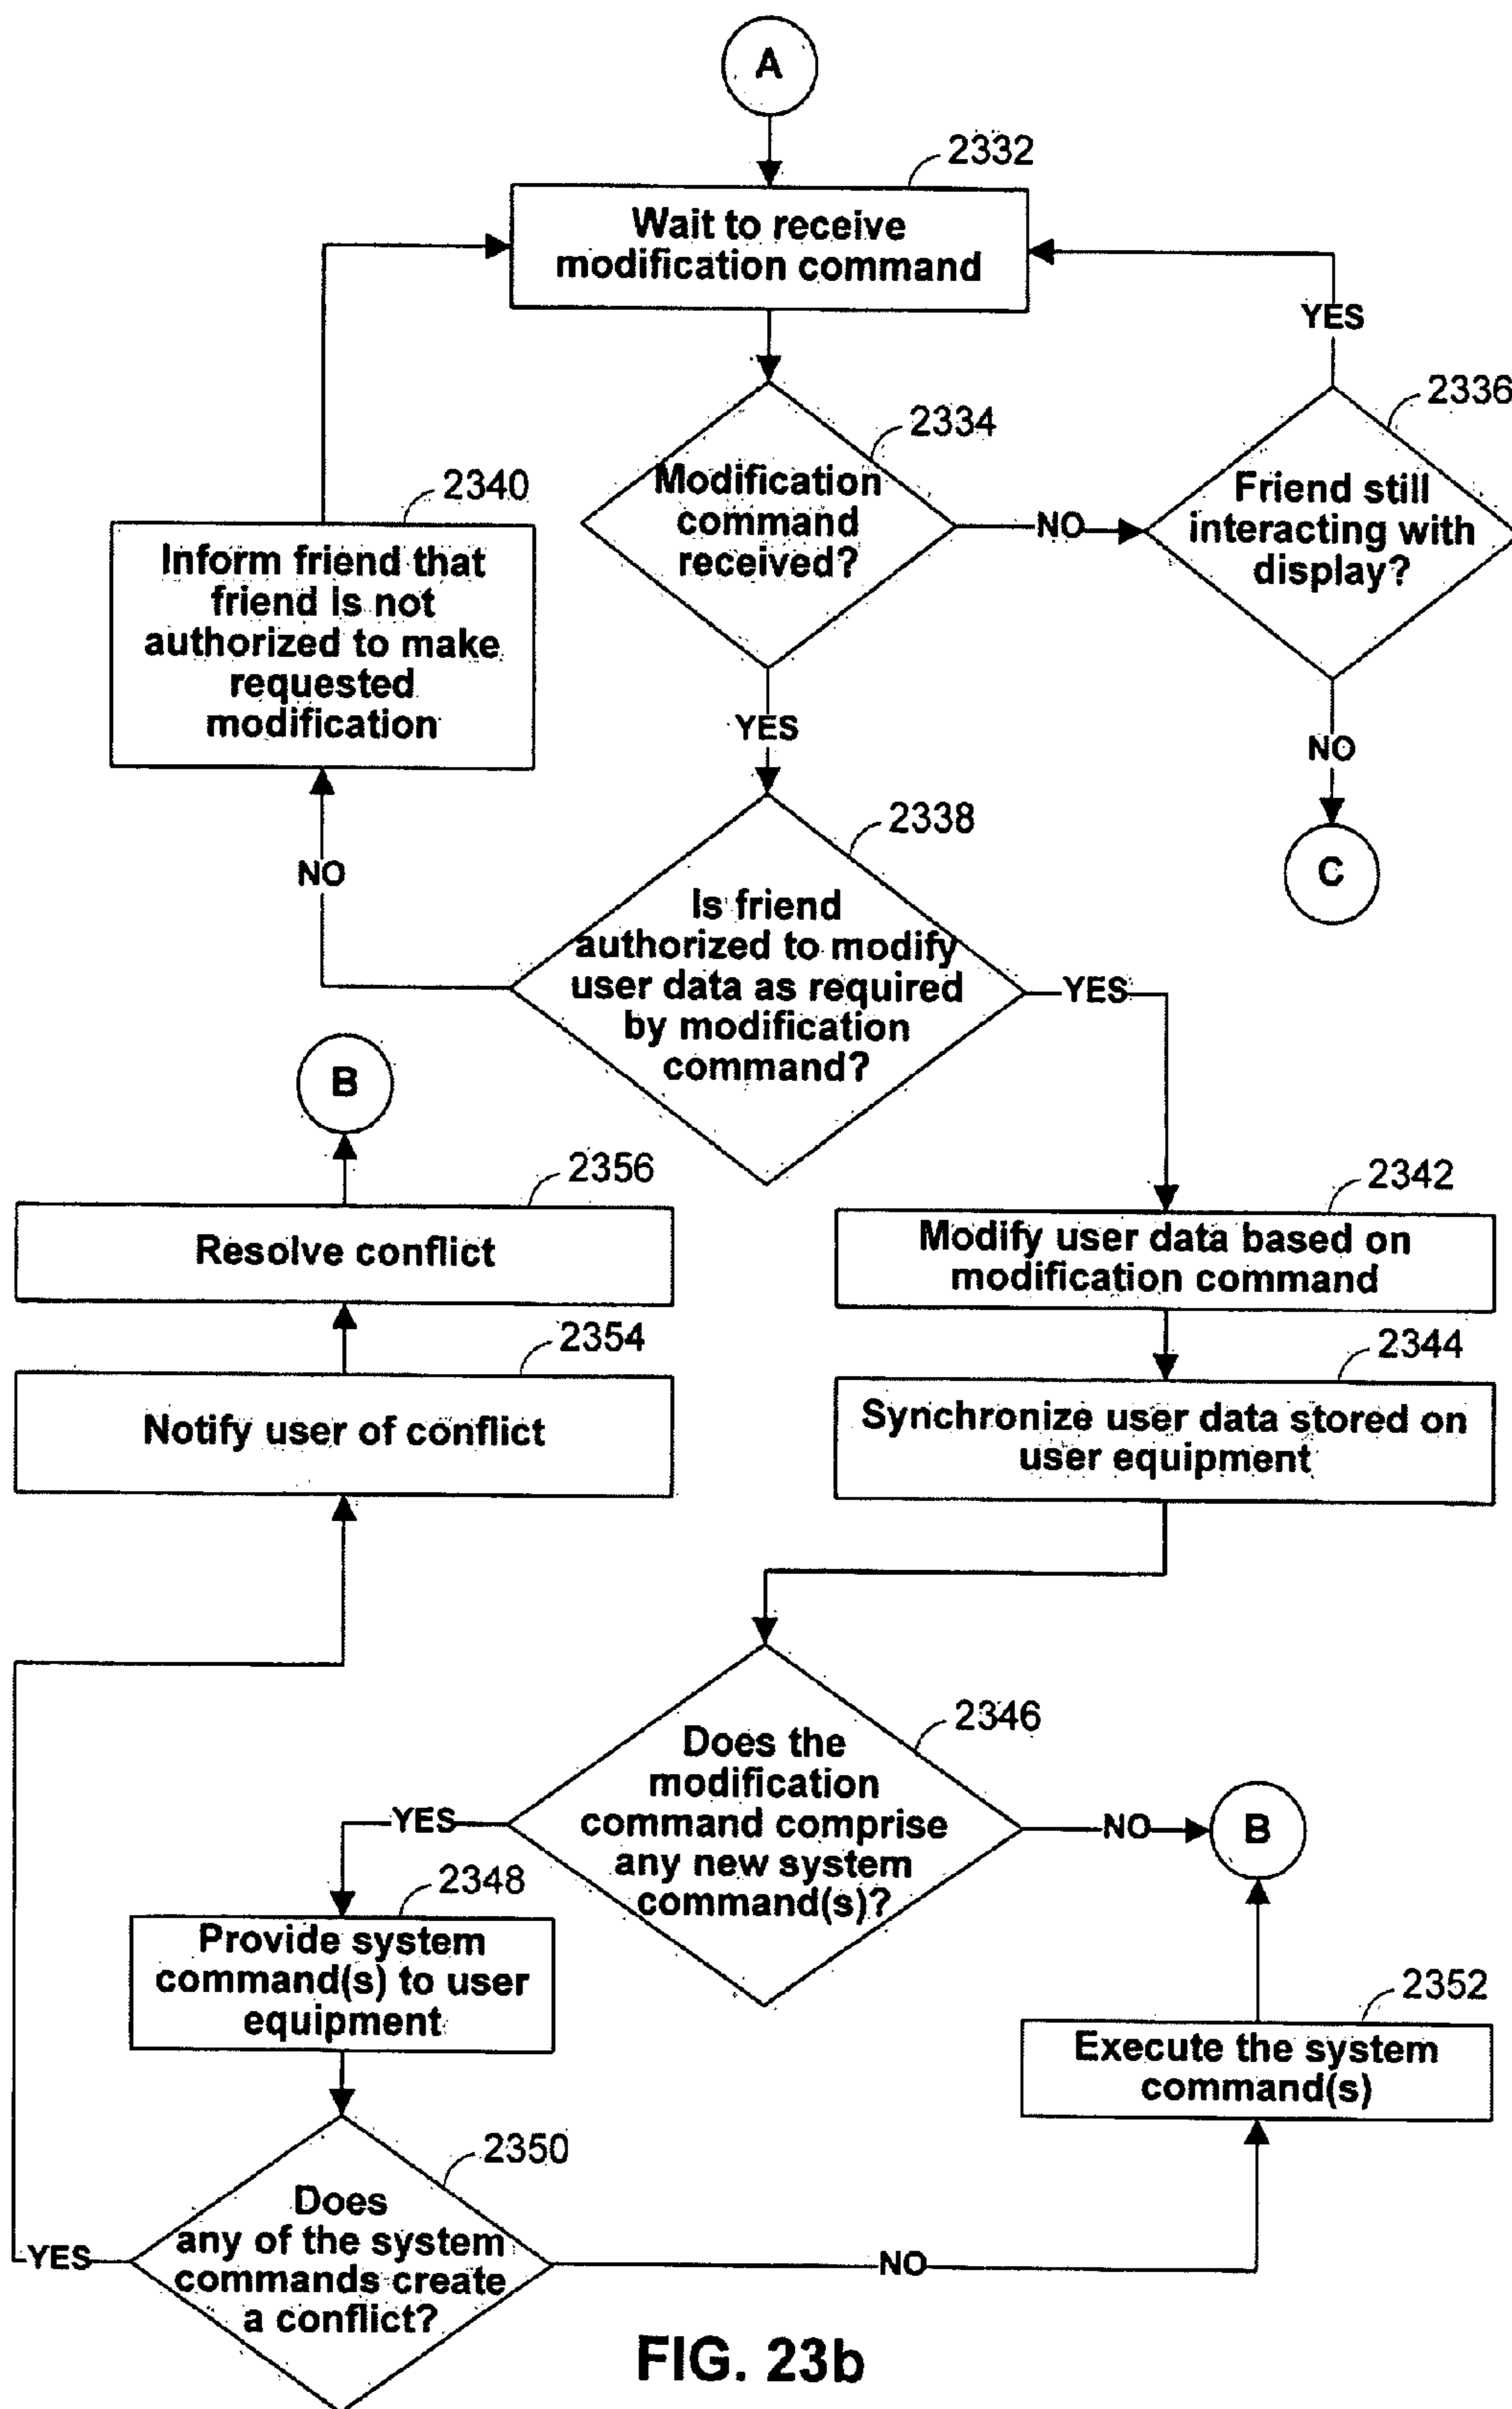 A
2332
Wait to receive
modification command
YES
2336
2334
Modification
command
received?
NO
Friend still
interacting with
display?
2340
Inform friend that
friend is not
authorized to make
requested
modification
YES
NO
C
2338
NO
Is friend
authorized to modify
user data as required
by modification
command?
YES
B
2356
Resolve conflict
2342
Modify user data based on
modification command
2354
Notify user of conflict
2344
Synchronize user data stored on
user equipment
2346
Does the
modification
command comprise
any new system
command(s)?
YES
NO
B
2348
Provide system
command(s) to user
equipment
2352
Execute the system
command(s)
2350
Does
any of the system
commands create
a conflict?
YES
NO
FIG. 23b